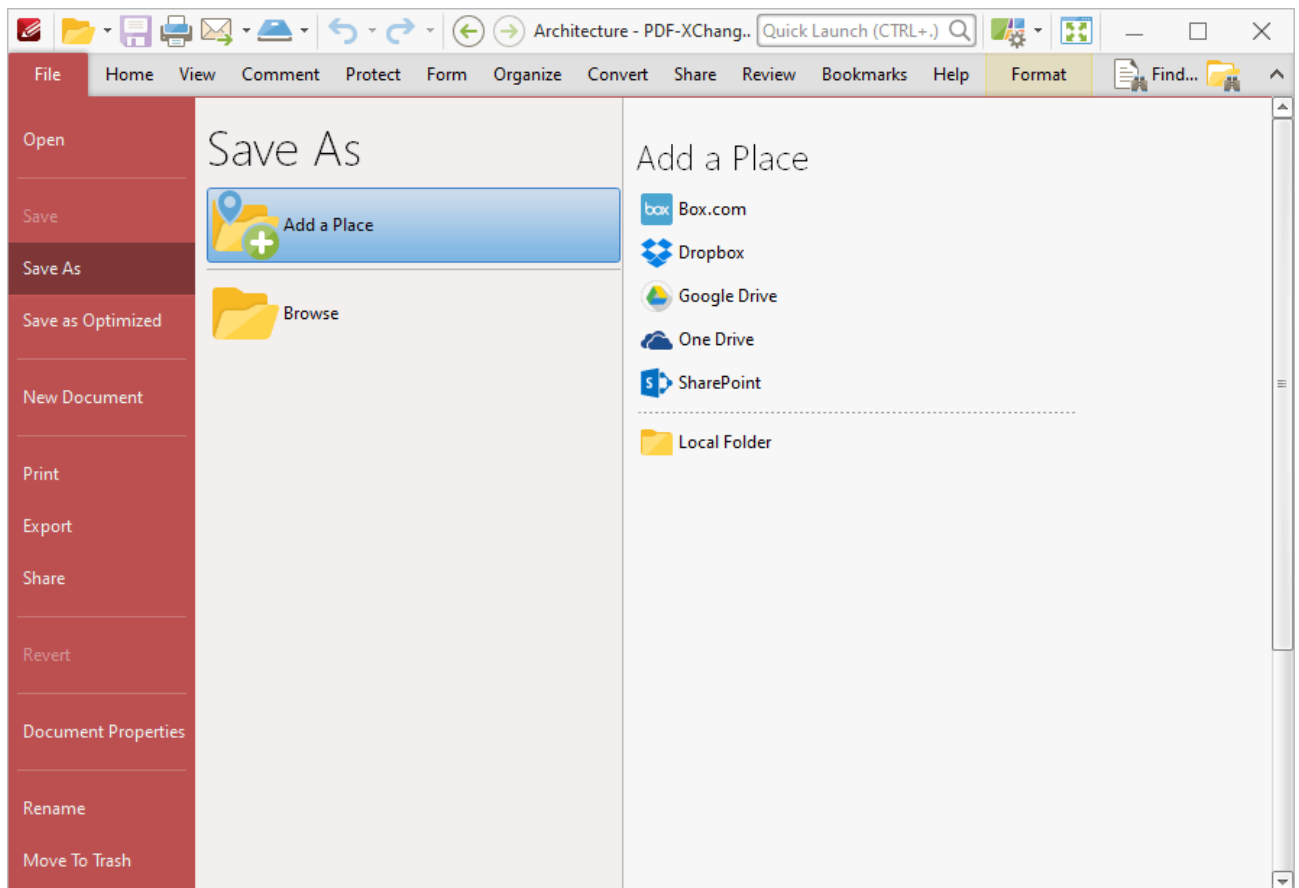 Architecture - PDF-XChang..
Quick Launch (CTRL+.)
File Home View Comment Protect Form Organize Convert Share Review Bookmarks Help Format Find...
Open
Save
Save As
Save as Optimized
New Document
Print
Export
Share
Revert
Document Properties
Rename
Move To Trash
Save As
Add a Place
Browse
Add a Place
box Box.com
Dropbox
Google Drive
One Drive
S SharePoint
Local Folder